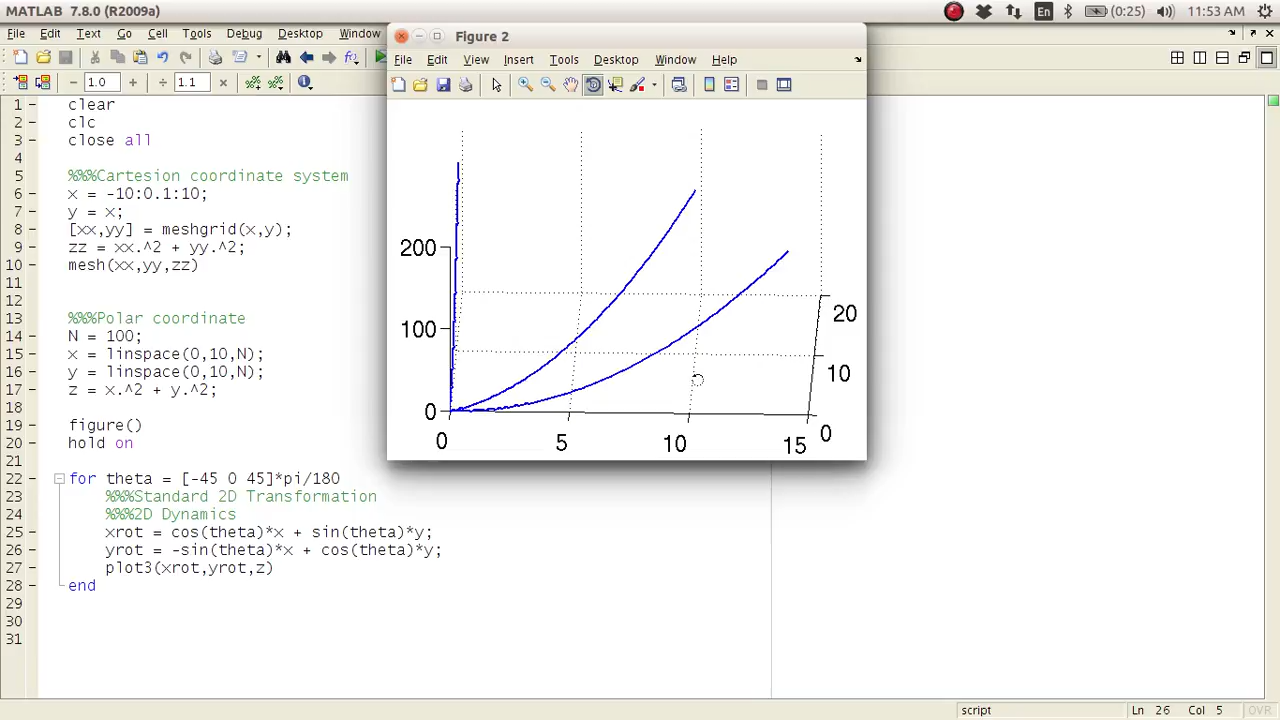 MATLAB 7.8.0 (R2009a)
En
(0:25)
11:53 AM
File Edit Text Go Cell Tools Debug Desktop Window
1.0
1.1
1 clear
2 clc
3 close all
4
5 %%%Cartesion coordinate system
6 x = -10:0.1:10;
7 y = x;
8 [xx,yy] = meshgrid(x,y);
9 zz = xx.^2 + yy.^2;
10 mesh(xx,yy,zz)
11
12
13 %%%Polar coordinate
14 N = 100;
15 x = linspace(0,10,N);
16 y = linspace(0,10,N);
17 z = x.^2 + y.^2;
18
19 figure()
20 hold on
21
22 for theta = [-45 0 45]*pi/180
23 %%%Standard 2D Transformation
24 %%%2D Dynamics
25 xrot = cos(theta)*x + sin(theta)*y;
26 yrot = -sin(theta)*x + cos(theta)*y;
27 plot3(xrot,yrot,z)
28 end
29
30
31
Figure 2
File Edit View Insert Tools Desktop Window Help
200
100
0
0 5 10 15
20
10
0
script
Ln 26 Col 5
OVR